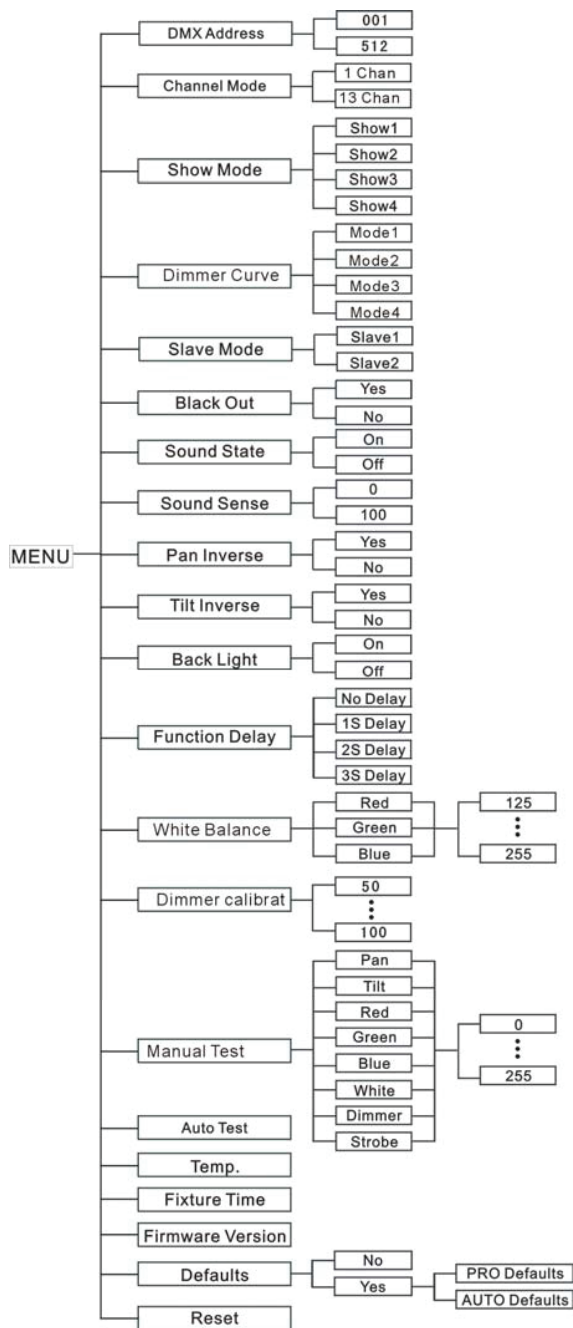 MENU
DMX Address
001
512
Channel Mode
1 Chan
13 Chan
Show Mode
Show1
Show2
Show3
Show4
Dimmer Curve
Mode1
Mode2
Mode3
Mode4
Slave Mode
Slave1
Slave2
Black Out
Yes
No
Sound State
On
Off
Sound Sense
0
100
Pan Inverse
Yes
No
Tilt Inverse
Yes
No
Back Light
On
Off
Function Delay
No Delay
1S Delay
2S Delay
3S Delay
White Balance
Red
Green
Blue
125
255
Dimmer calibrat
50
100
Manual Test
Pan
Tilt
Red
Green
Blue
White
Dimmer
Strobe
0
255
Auto Test
Temp.
Fixture Time
Firmware Version
Defaults
No
Yes
PRO Defaults
AUTO Defaults
Reset